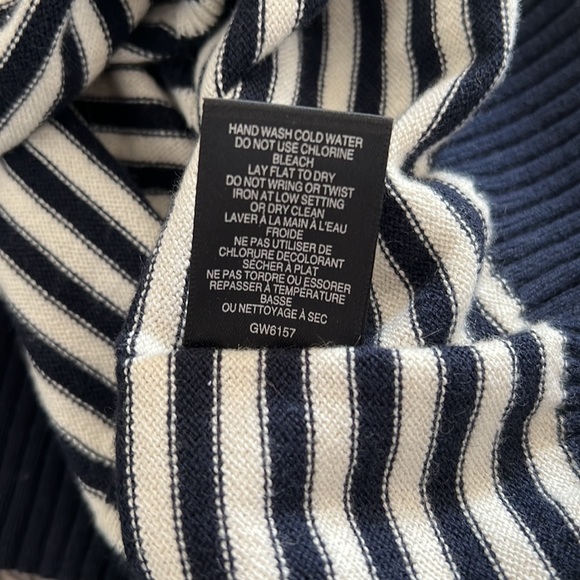 HAND WASH COLD WATER
DO NOT USE CHLORINE
BLEACH
LAY FLAT TO DRY
DO NOT WRING OR TWIST
IRON AT LOW SETTING
OR DRY CLEAN
LAVER À LA MAIN À L'EAU
FROIDE
NE PAS UTILISER DE
CHLORURE DECOLORANT
SÉCHER À PLAT
NE PAS TORDRE OU ESSORER
REPASSER À TEMPÉRATURE
BASSE
OU NETTOYAGE À SEC
GW6157